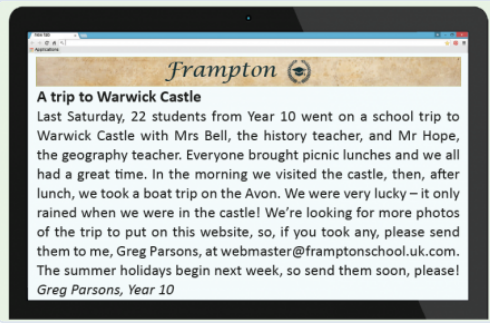 New Tab
Applications
Frampton
A trip to Warwick Castle
Last Saturday, 22 students from Year 10 went on a school trip to
Warwick Castle with Mrs Bell, the history teacher, and Mr Hope,
the geography teacher. Everyone brought picnic lunches and we all
had a great time. In the morning we visited the castle, then, after
lunch, we took a boat trip on the Avon. We were very lucky – it only
rained when we were in the castle! We're looking for more photos
of the trip to put on this website, so, if you took any, please send
them to me, Greg Parsons, at webmaster@framptonschool.uk.com.
The summer holidays begin next week, so send them soon, please!
Greg Parsons, Year 10